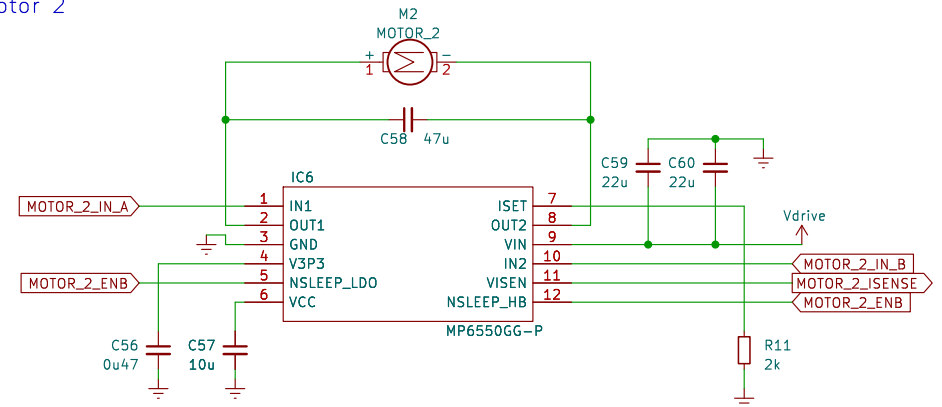 otor 2
M2
MOTOR_2
+ −
1 2
C58 47u
C59 C60
22u 22u
IC6
Vdrive
MOTOR_2_IN_A 1 IN1 ISET 7
2 OUT1 OUT2 8
3 GND VIN 9
4 V3P3 IN2 10 MOTOR_2_IN_B
MOTOR_2_ENB 5 NSLEEP_LDO VISEN 11 MOTOR_2_ISENSE
6 VCC NSLEEP_HB 12 MOTOR_2_ENB
MP6550GG-P
C56 C57 R11
0u47 10u 2k